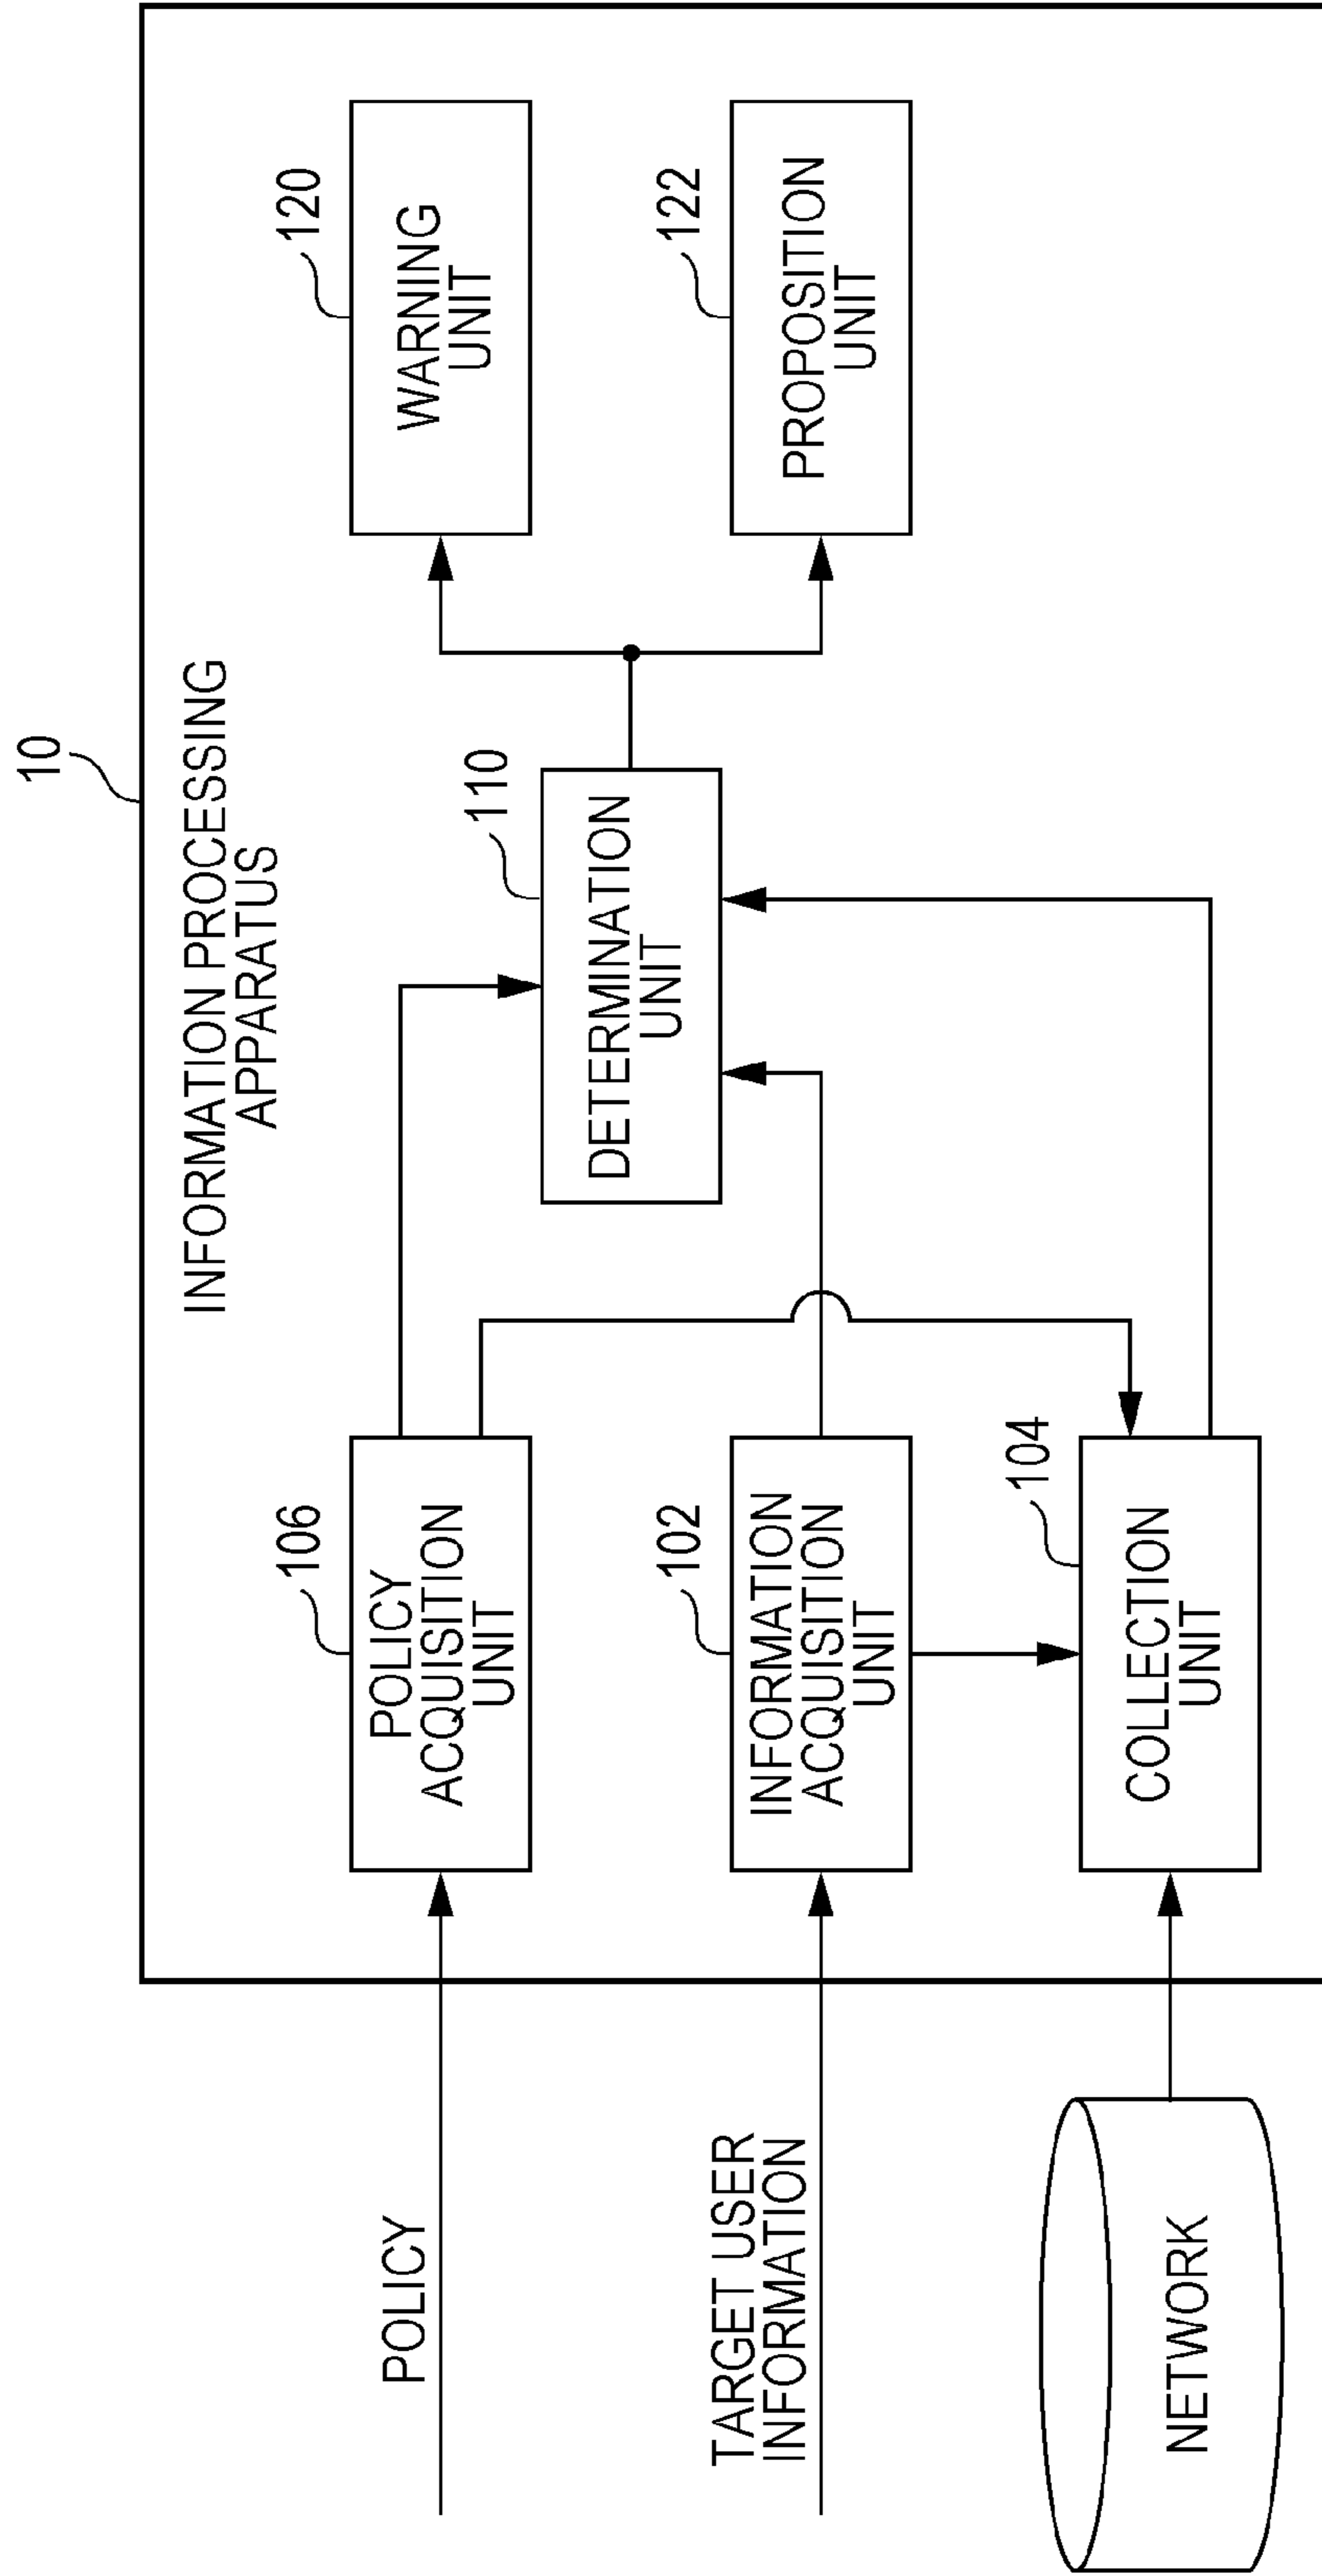 10
INFORMATION PROCESSING
APPARATUS
POLICY
106
POLICY
ACQUISITION
UNIT
110
DETERMINATION
UNIT
120
WARNING
UNIT
TARGET USER
INFORMATION
102
INFORMATION
ACQUISITION
UNIT
122
PROPOSITION
UNIT
NETWORK
104
COLLECTION
UNIT